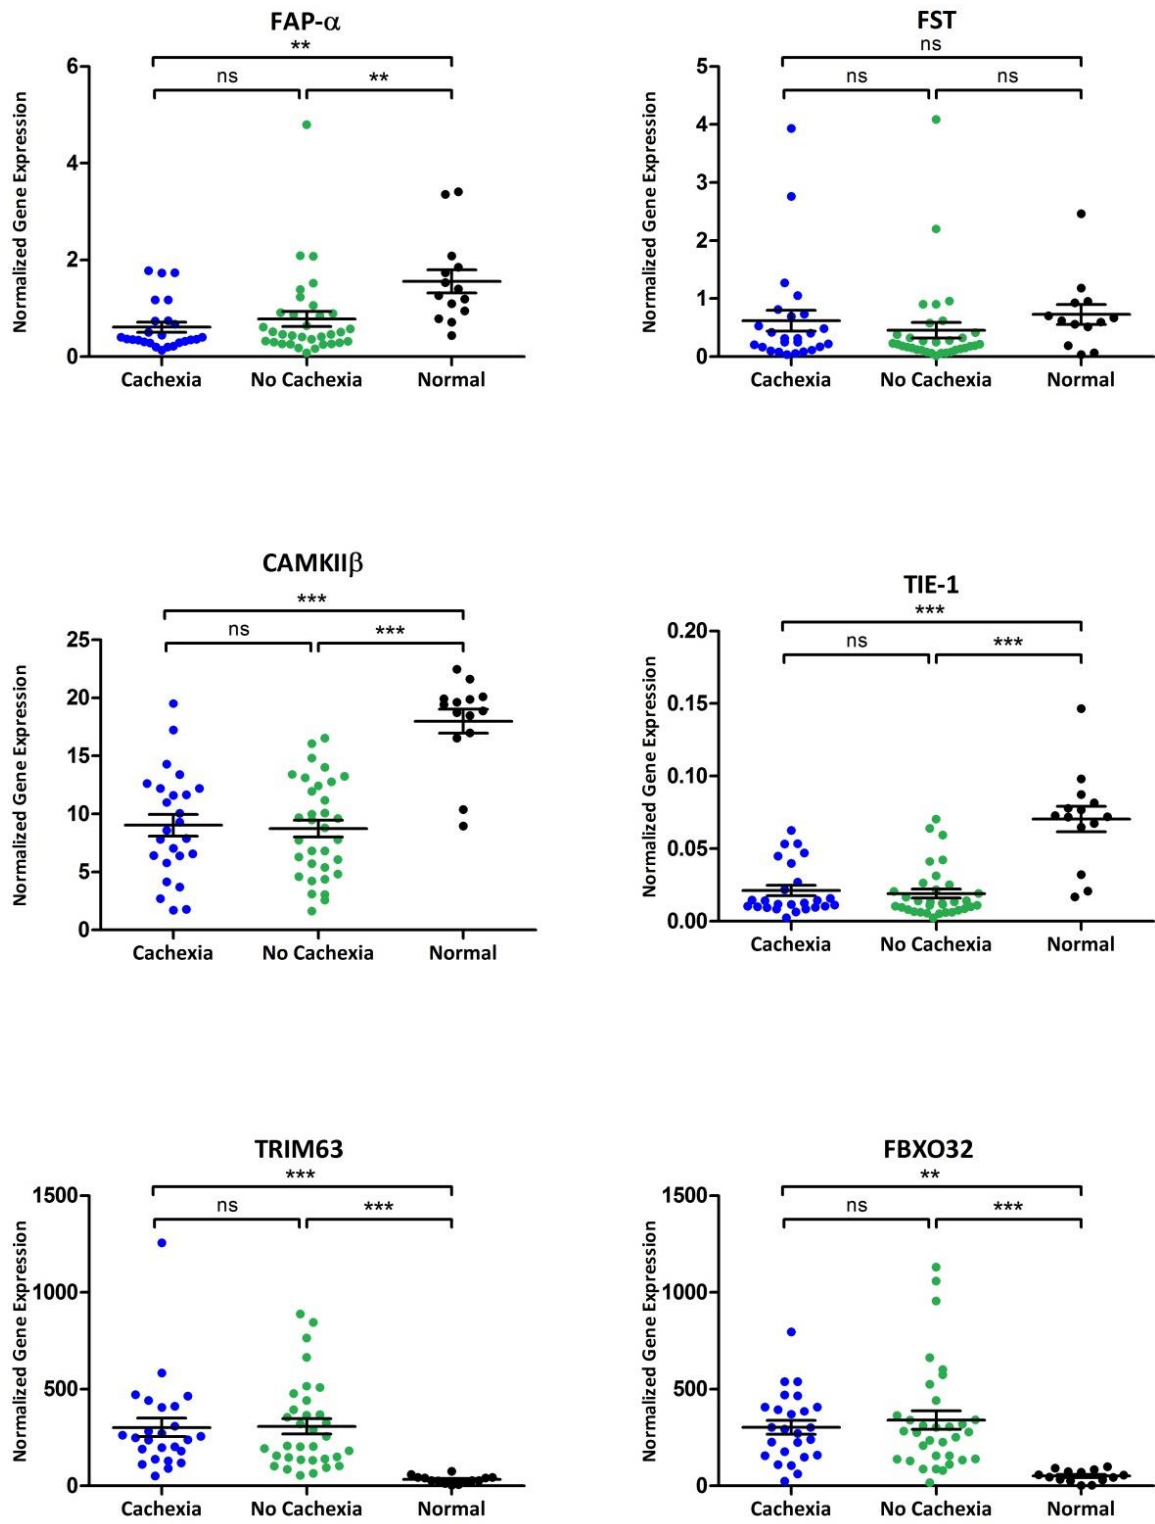 FAP-α
**
ns
**
Normalized Gene Expression
6
4
2
0
Cachexia
No Cachexia
Normal
FST
ns
ns
ns
Normalized Gene Expression
5
4
3
2
1
0
Cachexia
No Cachexia
Normal
CAMKIIβ
***
ns
***
Normalized Gene Expression
25
20
15
10
5
0
Cachexia
No Cachexia
Normal
TIE-1
***
ns
***
Normalized Gene Expression
0.20
0.15
0.10
0.05
0.00
Cachexia
No Cachexia
Normal
TRIM63
***
ns
***
Normalized Gene Expression
1500
1000
500
0
Cachexia
No Cachexia
Normal
FBXO32
**
ns
***
Normalized Gene Expression
1500
1000
500
0
Cachexia
No Cachexia
Normal